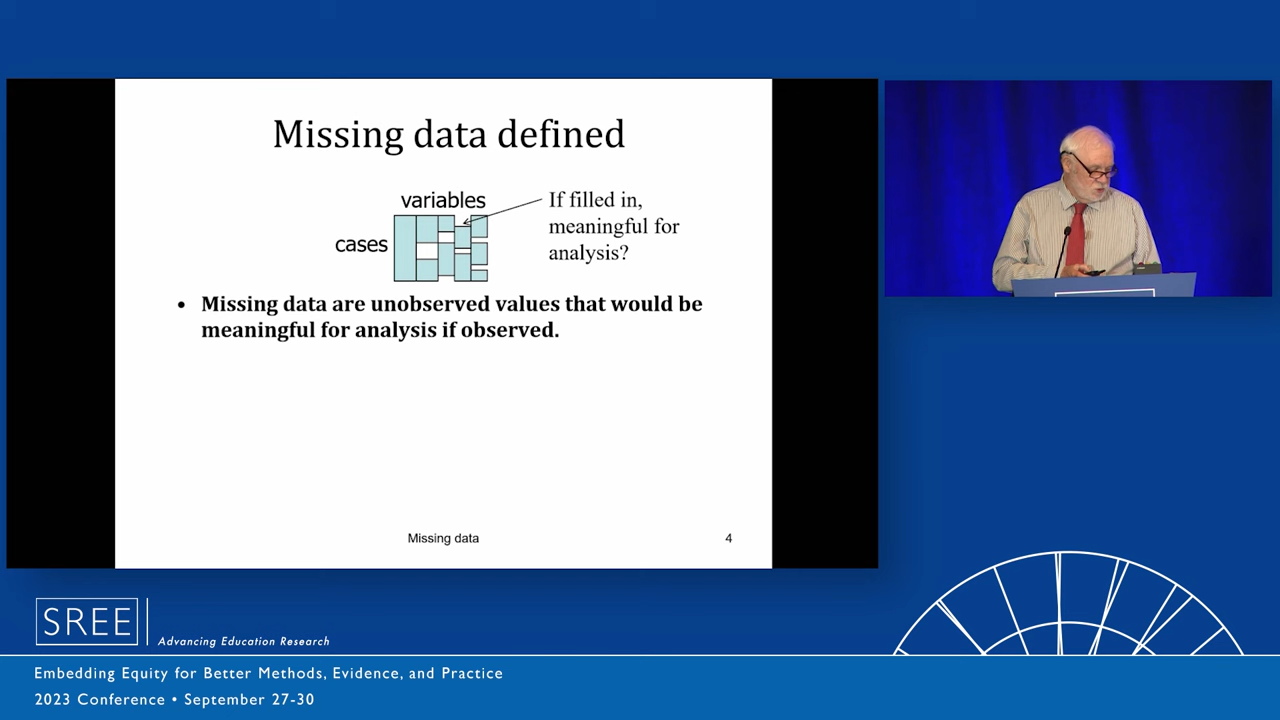 Missing data defined
variables
cases
If filled in,
meaningful for
analysis?
• Missing data are unobserved values that would be
meaningful for analysis if observed.
Missing data
4
SREE
Advancing Education Research
Embedding Equity for Better Methods, Evidence, and Practice
2023 Conference • September 27-30